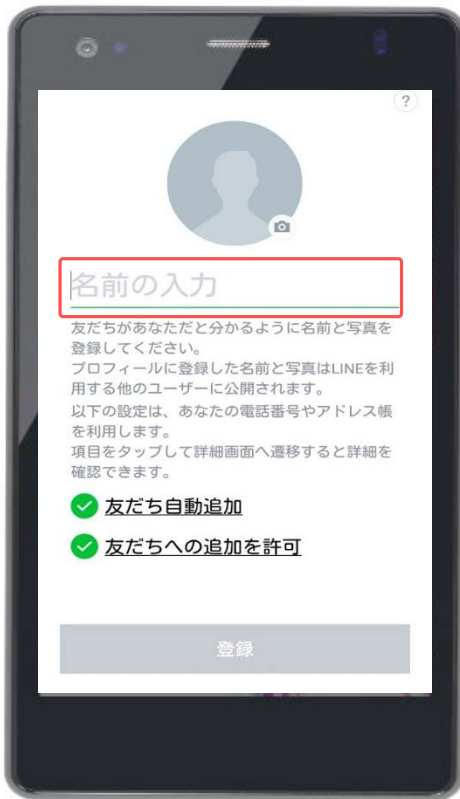 ?
名前の入力
友だちがあなただと分かるように名前と写真を
登録してください。
プロフィールに登録した名前と写真はLINEを利
用する他のユーザーに公開されます。
以下の設定は、あなたの電話番号やアドレス帳
を利用します。
項目をタップして詳細画面へ遷移すると詳細を
確認できます。
友だち自動追加
友だちへの追加を許可
登録